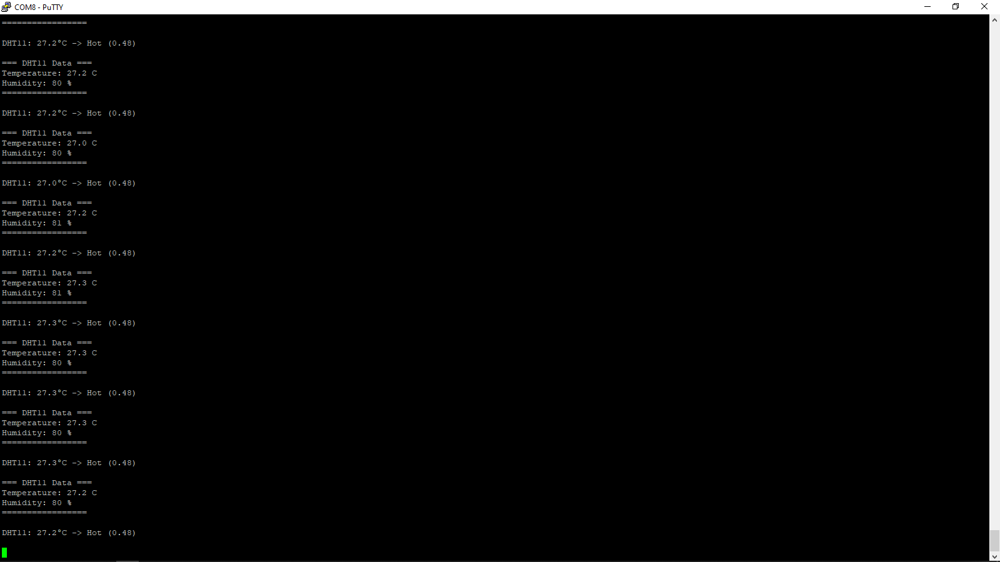 COM8 - PuTTY
=================
DHT11: 27.2°C -> Hot (0.48)
=== DHT11 Data ===
Temperature: 27.2 C
Humidity: 80 %
=================
DHT11: 27.2°C -> Hot (0.48)
=== DHT11 Data ===
Temperature: 27.0 C
Humidity: 80 %
=================
DHT11: 27.0°C -> Hot (0.48)
=== DHT11 Data ===
Temperature: 27.2 C
Humidity: 81 %
=================
DHT11: 27.2°C -> Hot (0.48)
=== DHT11 Data ===
Temperature: 27.3 C
Humidity: 81 %
=================
DHT11: 27.3°C -> Hot (0.48)
=== DHT11 Data ===
Temperature: 27.3 C
Humidity: 80 %
=================
DHT11: 27.3°C -> Hot (0.48)
=== DHT11 Data ===
Temperature: 27.3 C
Humidity: 80 %
=================
DHT11: 27.3°C -> Hot (0.48)
=== DHT11 Data ===
Temperature: 27.2 C
Humidity: 80 %
=================
DHT11: 27.2°C -> Hot (0.48)